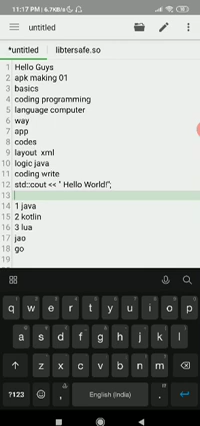 11:17 PM | 6.7KB/s
untitled
*untitled libtersafe.so
1 Hello Guys
2 apk making 01
3 basics
4 coding programming
5 language computer
6 way
7 app
8 codes
9 layout xml
10 logic java
11 coding write
12 std::cout << " Hello World!";
13
14 1 java
15 2 kotlin
16 3 lua
17 jao
18 go
19
q w e r t y u i o p
a s d f g h j k l
z x c v b n m
?123 , English (India) .